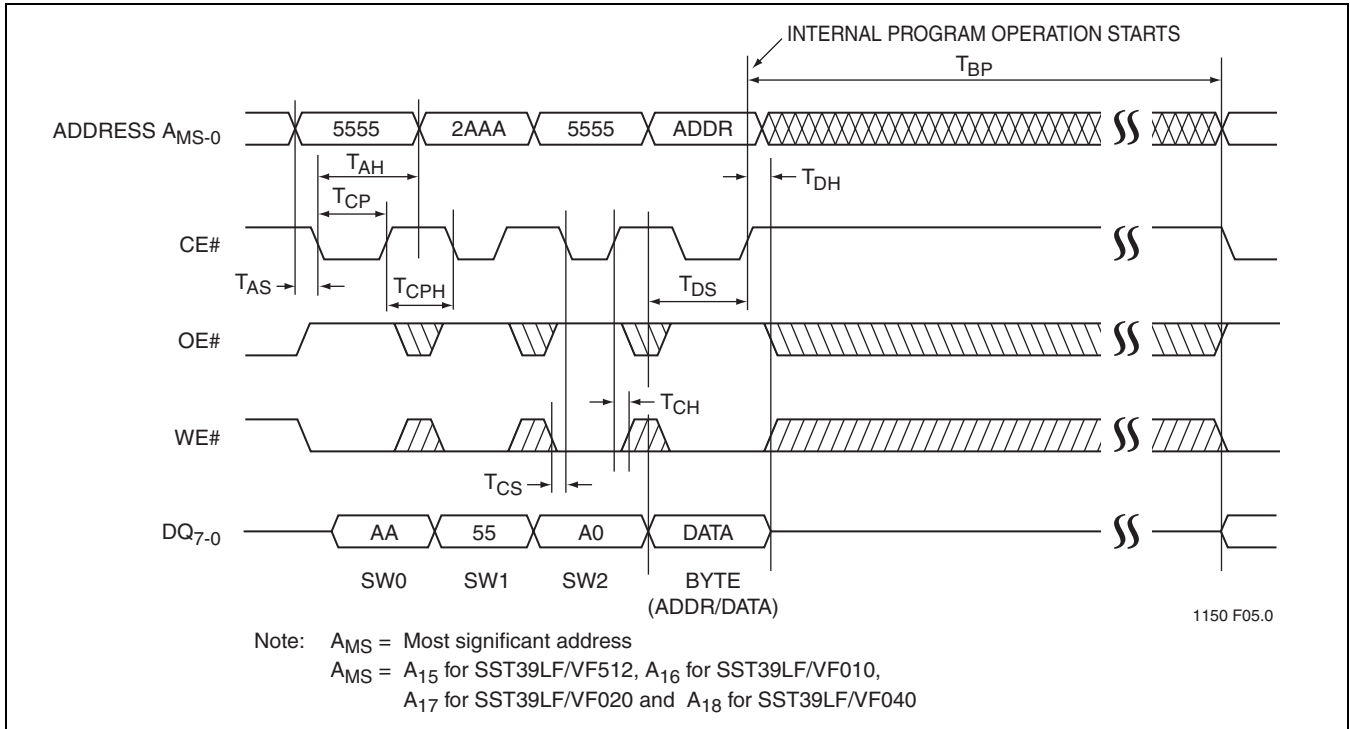 INTERNAL PROGRAM OPERATION STARTS
TBP
ADDRESS AMS-0
5555 2AAA 5555 ADDR
TAH
TDH
TCP
CE#
TAS
TCPH
TDS
OE#
TCH
WE#
TCS
DQ7-0
AA 55 A0 DATA
SW0 SW1 SW2 BYTE
(ADDR/DATA)
1150 F05.0
Note: AMS = Most significant address
AMS = A15 for SST39LF/VF512, A16 for SST39LF/VF010,
A17 for SST39LF/VF020 and A18 for SST39LF/VF040